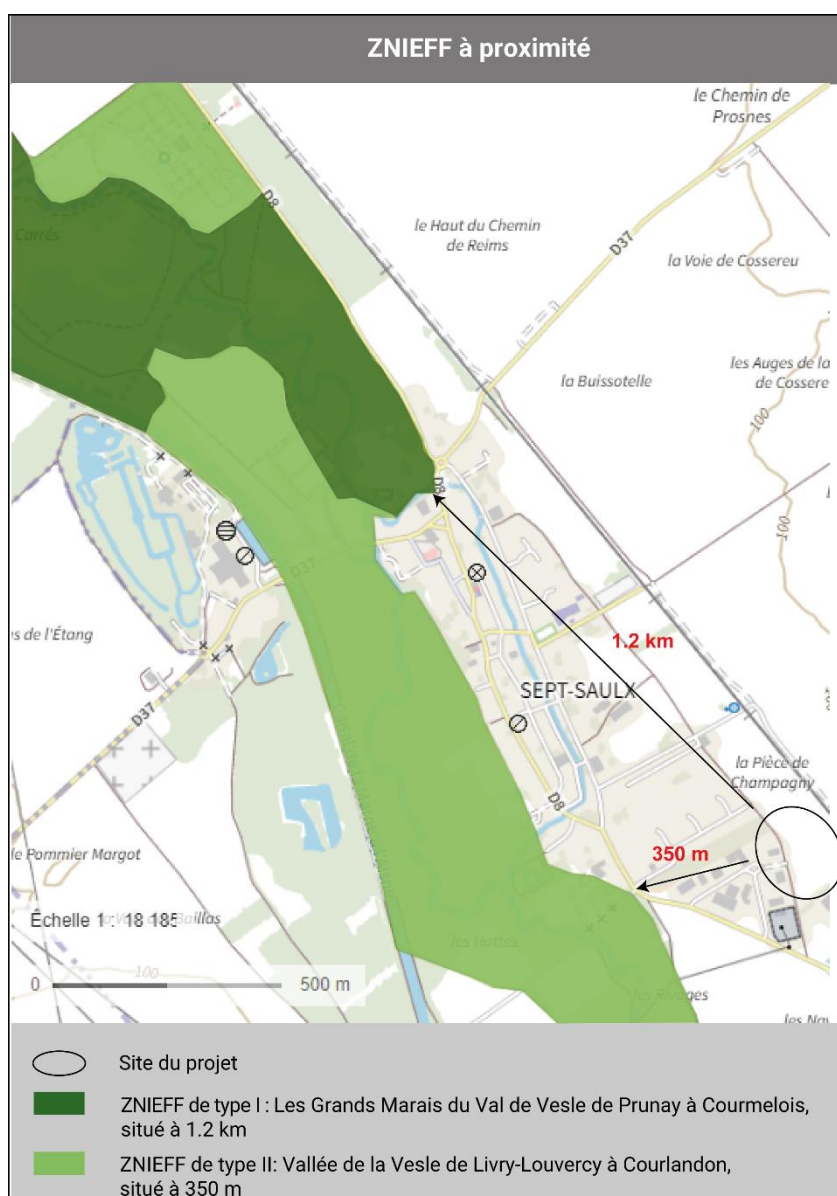 ZNIEFF à proximité
le Chemin de
Prosnes
D8
Carrés
le Haut du Chemin
de Reims
D37
la Voie de Cossereu
la Buissotelle
les Auges de la
de Cossere
100
D8
100
D37
1.2 km
s de l'Étang
SEPT-SAULX
D37
la Pièce de
Champagny
D8
350 m
le Pommier Margot
Échelle 1 : 18 185
les Hottes
0 100 500 m
les Rivages
les Nav
Site du projet
ZNIEFF de type I : Les Grands Marais du Val de Vesle de Prunay à Courmelois,
situé à 1.2 km
ZNIEFF de type II: Vallée de la Vesle de Livry-Louvercy à Courlandon,
situé à 350 m